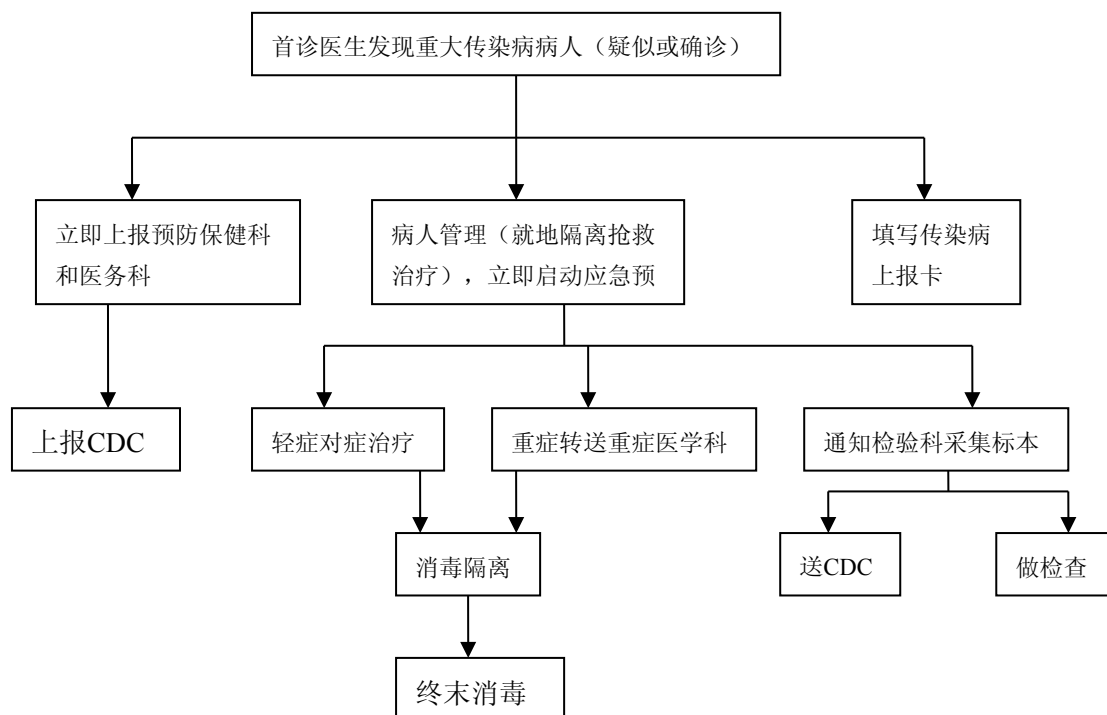 首诊医生发现重大传染病病人（疑似或确诊）
立即上报预防保健科
和医务科
病人管理（就地隔离抢救
治疗），立即启动应急预
填写传染病
上报卡
上报CDC
轻症对症治疗
重症转送重症医学科
通知检验科采集标本
消毒隔离
送CDC
做检查
终末消毒